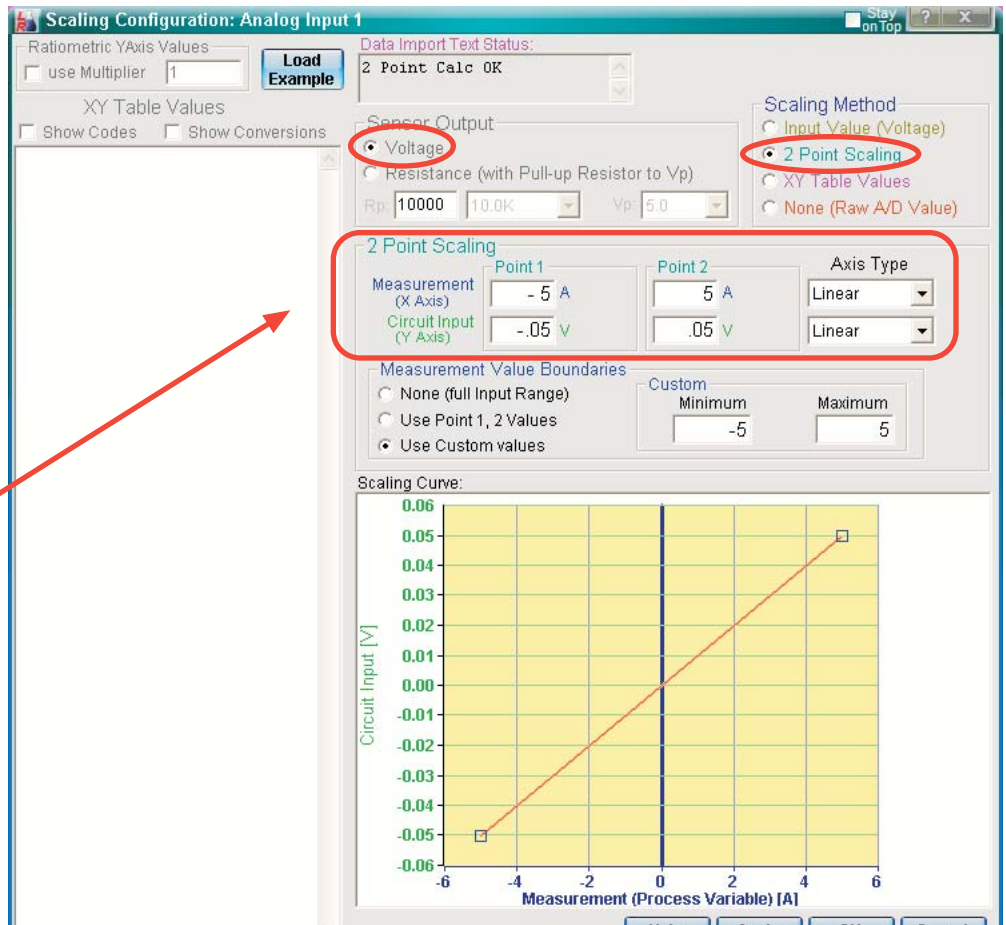 Scaling Configuration: Analog Input 1
Stay on Top
?
X
Ratiometric YAxis Values
use Multiplier
1
Load Example
Data Import Text Status:
2 Point Calc OK
XY Table Values
Show Codes
Show Conversions
Sensor Output
Voltage
Resistance (with Pull-up Resistor to Vp)
Rp: 10000
10.0K
Vp: 5.0
Scaling Method
Input Value (Voltage)
2 Point Scaling
XY Table Values
None (Raw A/D Value)
2 Point Scaling
Point 1
Point 2
Axis Type
Measurement (X Axis)
- 5 A
5 A
Linear
Circuit Input (Y Axis)
-.05 V
.05 V
Linear
Measurement Value Boundaries
None (full Input Range)
Use Point 1, 2 Values
Use Custom values
Custom
Minimum
Maximum
-5
5
Scaling Curve:
Circuit Input [V]
0.06
0.05
0.04
0.03
0.02
0.01
0.00
-0.01
-0.02
-0.03
-0.04
-0.05
-0.06
-6
-4
-2
0
2
4
6
Measurement (Process Variable) [A]